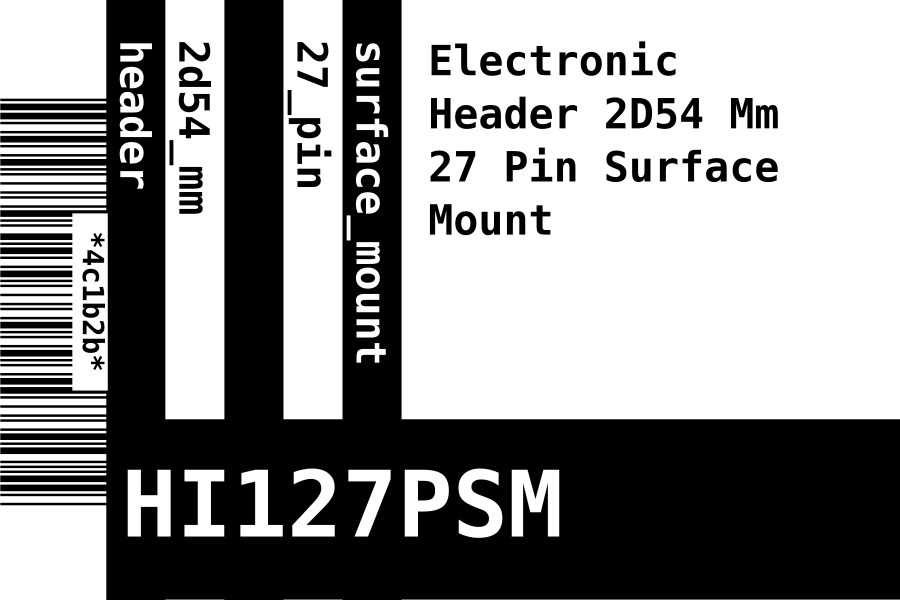 *4c1b2b*
header
2d54_mm
27_pin
surface_mount
Electronic
Header 2D54 Mm
27 Pin Surface
Mount
HI127PSM